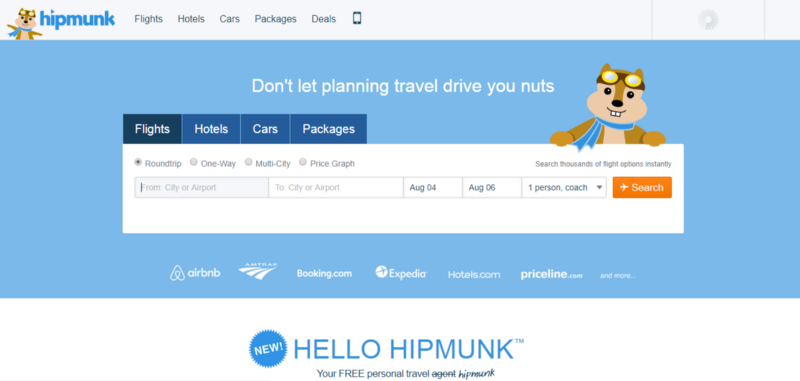 hipmunk Flights Hotels Cars Packages Deals
Don't let planning travel drive you nuts
Flights Hotels Cars Packages
Roundtrip One-Way Multi-City Price Graph Search thousands of flight options instantly
From: City or Airport To: City or Airport Aug 04 Aug 06 1 person, coach Search
airbnb AMTRAK Booking.com Expedia Hotels.com priceline.com and more...
NEW! HELLO HIPMUNK™
Your FREE personal travel agent hipmunk